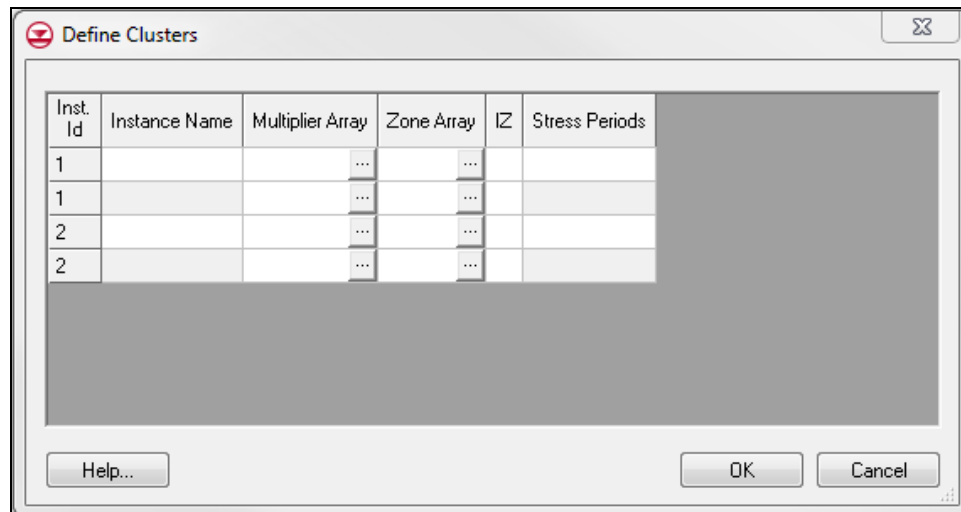 Define Clusters
Inst. Id Instance Name Multiplier Array Zone Array IZ Stress Periods
1 ... ...
1 ... ...
2 ... ...
2 ... ...
Help... OK Cancel